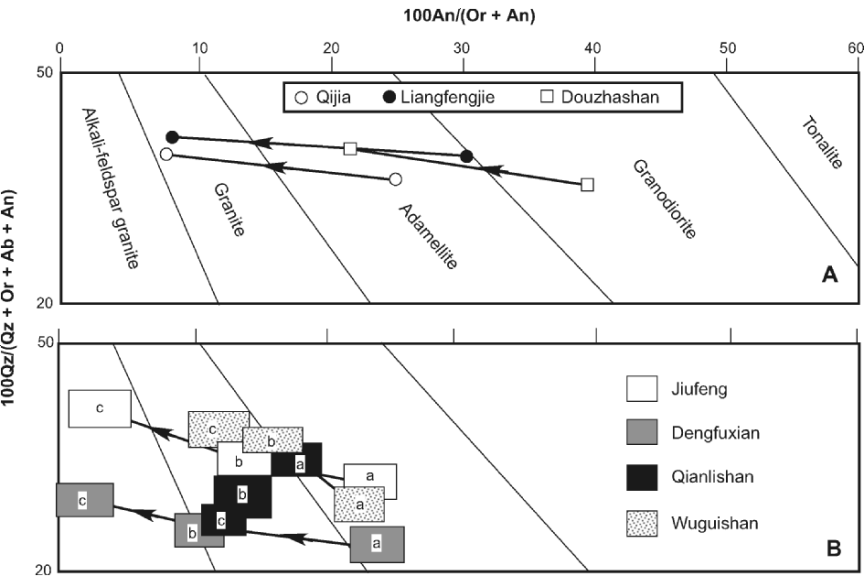 100An/(Or + An)
0 10 20 30 40 50 60
50
Qijia Liangfengjie Douzhashan
Alkali-feldspar granite
Granite
Adamellite
Granodiorite
Tonalite
A
20
100Qz/(Qz + Or + Ab + An)
50
c
c
b
b
a
a
b
a
c
c
b
a
Jiufeng
Dengfuxian
Qianlishan
Wuguishan
B
20